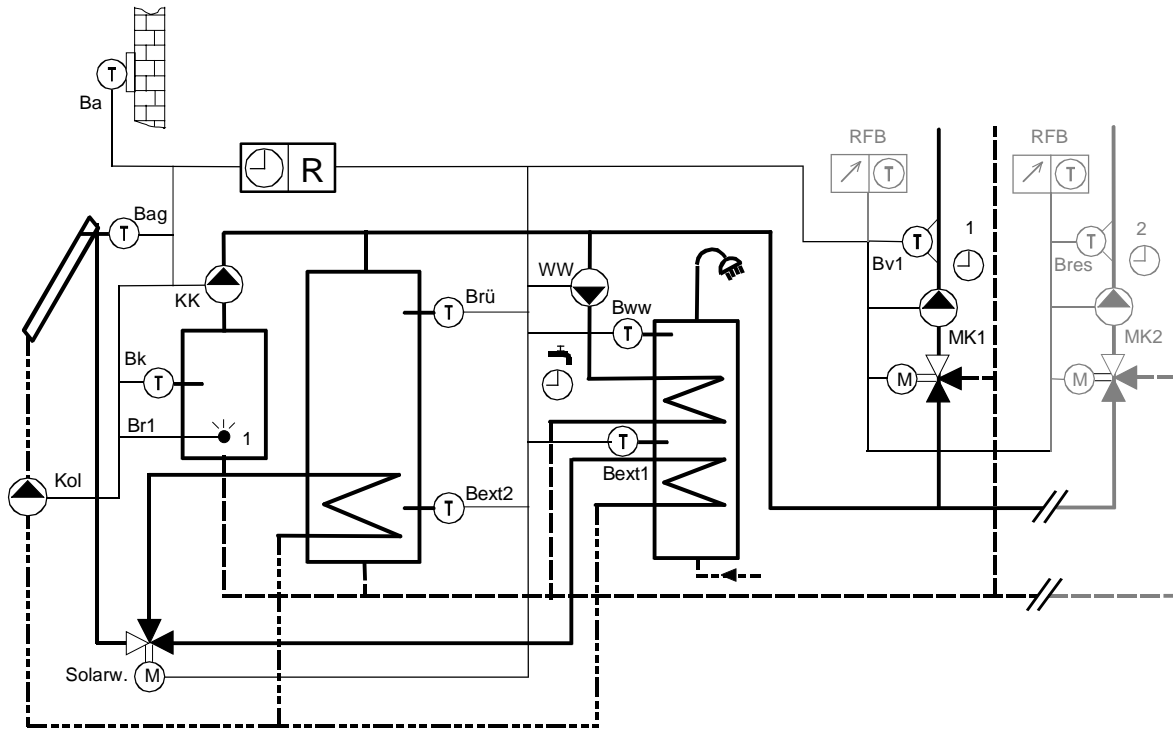 T
Ba
RFB
RFB
R
T
T
Bag
T
1
T
2
T
WW
Bv1
Bres
KK
Brü
T
Bww
T
MK1
MK2
Bk
T
M
M
Br1
1
T
Kol
Bext2
Bext1
T
Solarw.
M